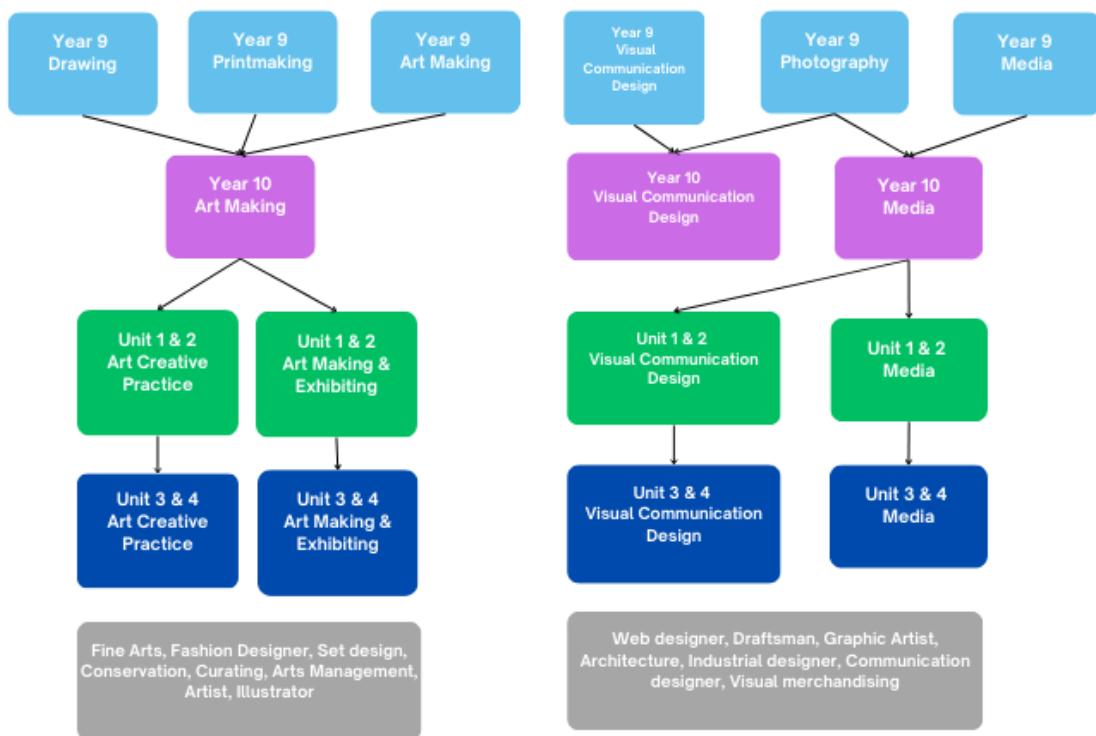 Year 9
Drawing
Year 9
Printmaking
Year 9
Art Making
Year 9
Visual
Communication
Design
Year 9
Photography
Year 9
Media
Year 10
Art Making
Year 10
Visual Communication
Design
Year 10
Media
Unit 1 & 2
Art Creative
Practice
Unit 1 & 2
Art Making &
Exhibiting
Unit 1 & 2
Visual Communication
Design
Unit 1 & 2
Media
Unit 3 & 4
Art Creative
Practice
Unit 3 & 4
Art Making &
Exhibiting
Unit 3 & 4
Visual Communication
Design
Unit 3 & 4
Media
Fine Arts, Fashion Designer, Set design,
Conservation, Curating, Arts Management,
Artist, Illustrator
Web designer, Draftsman, Graphic Artist,
Architecture, Industrial designer, Communication
designer, Visual merchandising